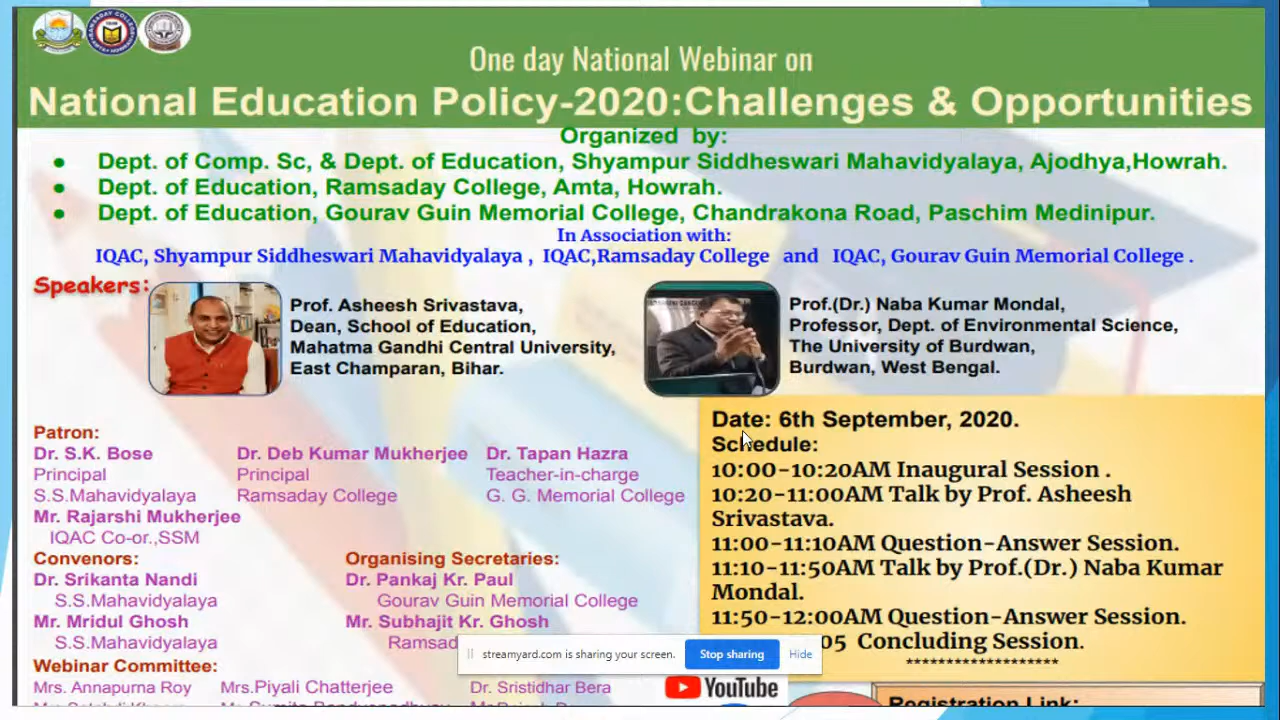 One day National Webinar on
National Education Policy-2020:Challenges & Opportunities
Organized by:
• Dept. of Comp. Sc, & Dept. of Education, Shyampur Siddheswari Mahavidyalaya, Ajodhya,Howrah.
• Dept. of Education, Ramsaday College, Amta, Howrah.
• Dept. of Education, Gourav Guin Memorial College, Chandrakona Road, Paschim Medinipur.
In Association with:
IQAC, Shyampur Siddheswari Mahavidyalaya , IQAC,Ramsaday College and IQAC, Gourav Guin Memorial College .
Speakers:
Prof. Asheesh Srivastava,
Dean, School of Education,
Mahatma Gandhi Central University,
East Champaran, Bihar.
Prof.(Dr.) Naba Kumar Mondal,
Professor, Dept. of Environmental Science,
The University of Burdwan,
Burdwan, West Bengal.
Patron:
Dr. S.K. Bose
Principal
S.S.Mahavidyalaya
Dr. Deb Kumar Mukherjee
Principal
Ramsaday College
Dr. Tapan Hazra
Teacher-in-charge
G. G. Memorial College
Mr. Rajarshi Mukherjee
IQAC Co-or.,SSM
Convenors:
Dr. Srikanta Nandi
S.S.Mahavidyalaya
Mr. Mridul Ghosh
S.S.Mahavidyalaya
Organising Secretaries:
Dr. Pankaj Kr. Paul
Gourav Guin Memorial College
Mr. Subhajit Kr. Ghosh
Ramsad
Webinar Committee:
Mrs. Annapurna Roy Mrs.Piyali Chatterjee Dr. Sristidhar Bera
Date: 6th September, 2020.
Schedule:
10:00-10:20AM Inaugural Session .
10:20-11:00AM Talk by Prof. Asheesh
Srivastava.
11:00-11:10AM Question-Answer Session.
11:10-11:50AM Talk by Prof.(Dr.) Naba Kumar
Mondal.
11:50-12:00AM Question-Answer Session.
05 Concluding Session.
*******************
streamyard.com is sharing your screen. Stop sharing Hide
YouTube
Registration Link: